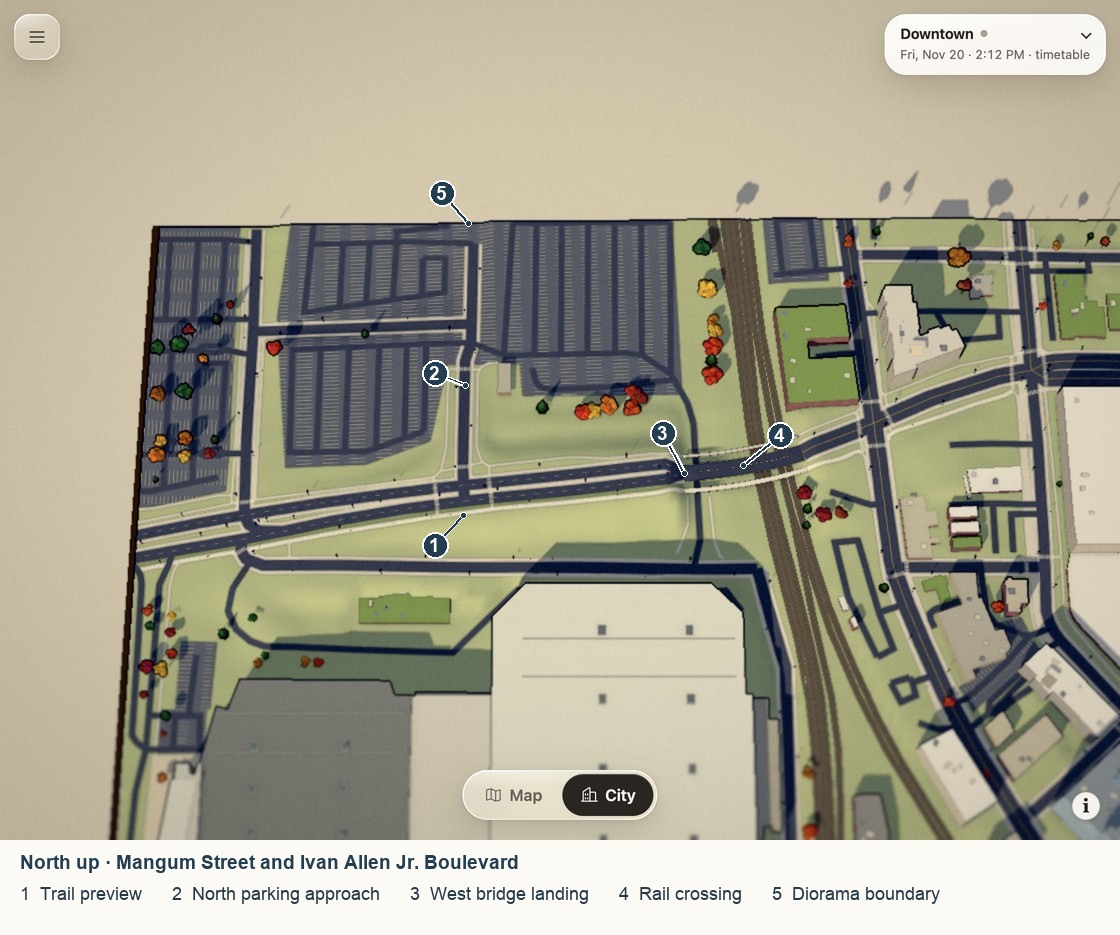 Downtown
Fri, Nov 20 · 2:12 PM · timetable
5
2
3
4
1
Map
City
i
North up · Mangum Street and Ivan Allen Jr. Boulevard
1 Trail preview 2 North parking approach 3 West bridge landing 4 Rail crossing 5 Diorama boundary